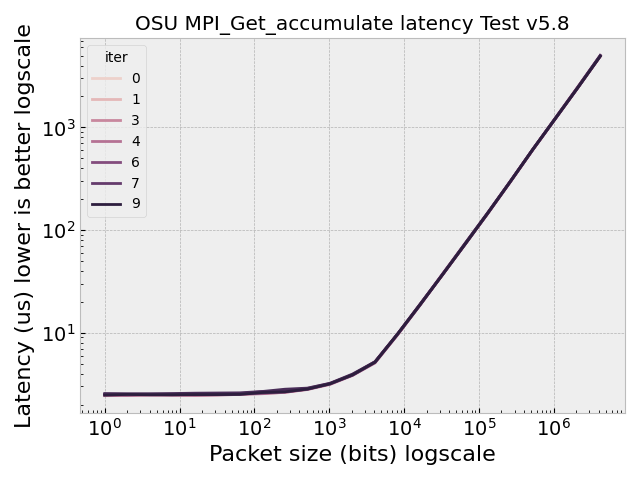 OSU MPI_Get_accumulate latency Test v5.8
Latency (us) lower is better logscale
iter
0
1
3
4
6
7
9
10³
10²
10¹
10⁰ 10¹ 10² 10³ 10⁴ 10⁵ 10⁶
Packet size (bits) logscale